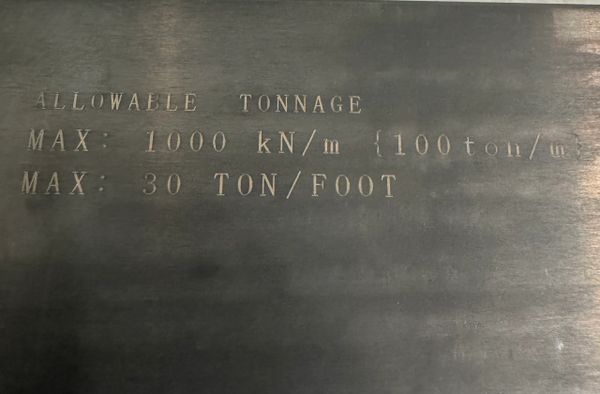 ALLOWABLE TONNAGE
MAX: 1000 kN/m {100ton/m}
MAX: 30 TON/FOOT